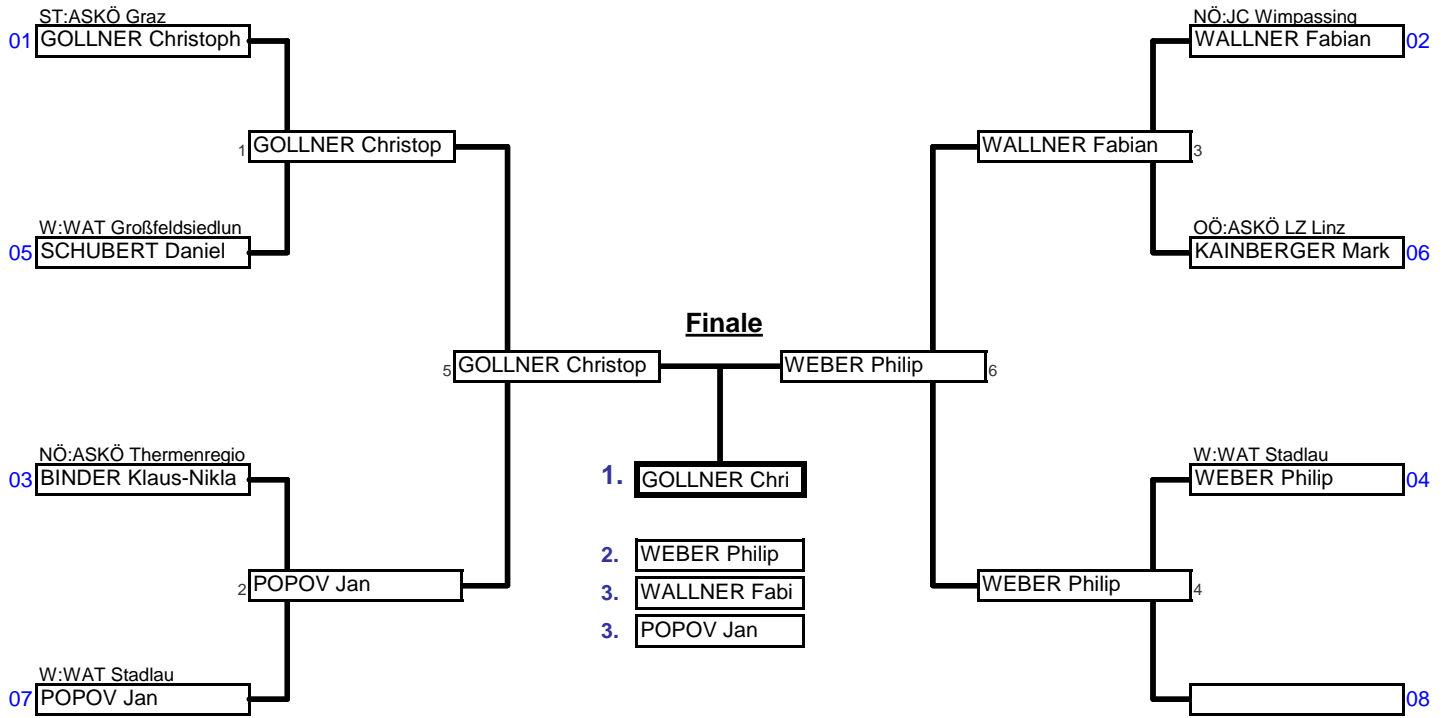 ST:ASKÖ Graz
01 GOLLNER Christoph
NÖ:JC Wimpassing
WALLNER Fabian 02
1 GOLLNER Christop
WALLNER Fabian 3
W:WAT Großfeldsiedlun
05 SCHUBERT Daniel
OÖ:ASKÖ LZ Linz
KAINBERGER Mark 06
Finale
5 GOLLNER Christop
WEBER Philip 6
NÖ:ASKÖ Thermenregio
03 BINDER Klaus-Nikla
1. GOLLNER Chri
W:WAT Stadlau
WEBER Philip 04
2. WEBER Philip
2 POPOV Jan
WEBER Philip 4
3. WALLNER Fabi
3. POPOV Jan
W:WAT Stadlau
07 POPOV Jan
08